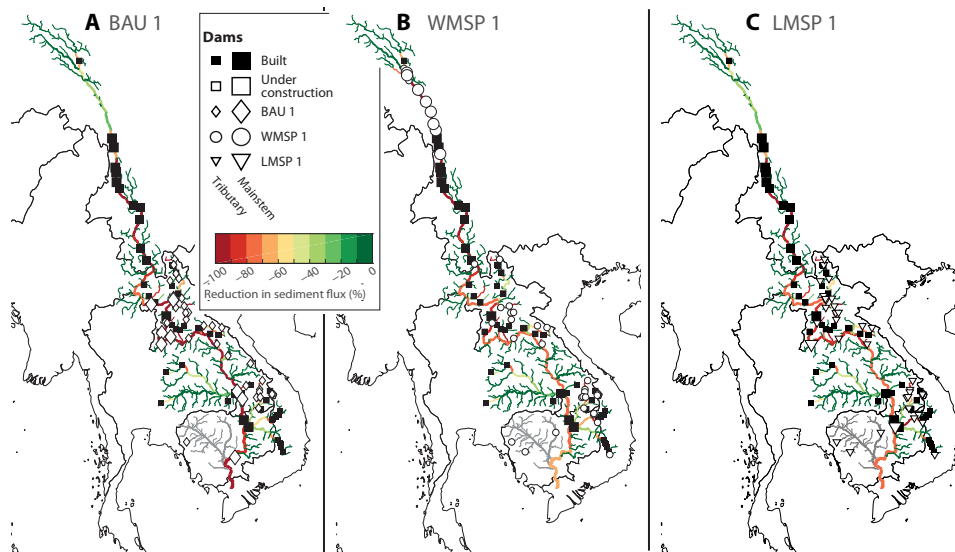 A BAU 1
B WMSP 1
C LMSP 1
Dams
Built
Under
construction
BAU 1
WMSP 1
LMSP 1
Tributary
Mainstem
−100
−80
−60
−40
−20
0
Reduction in sediment flux (%)